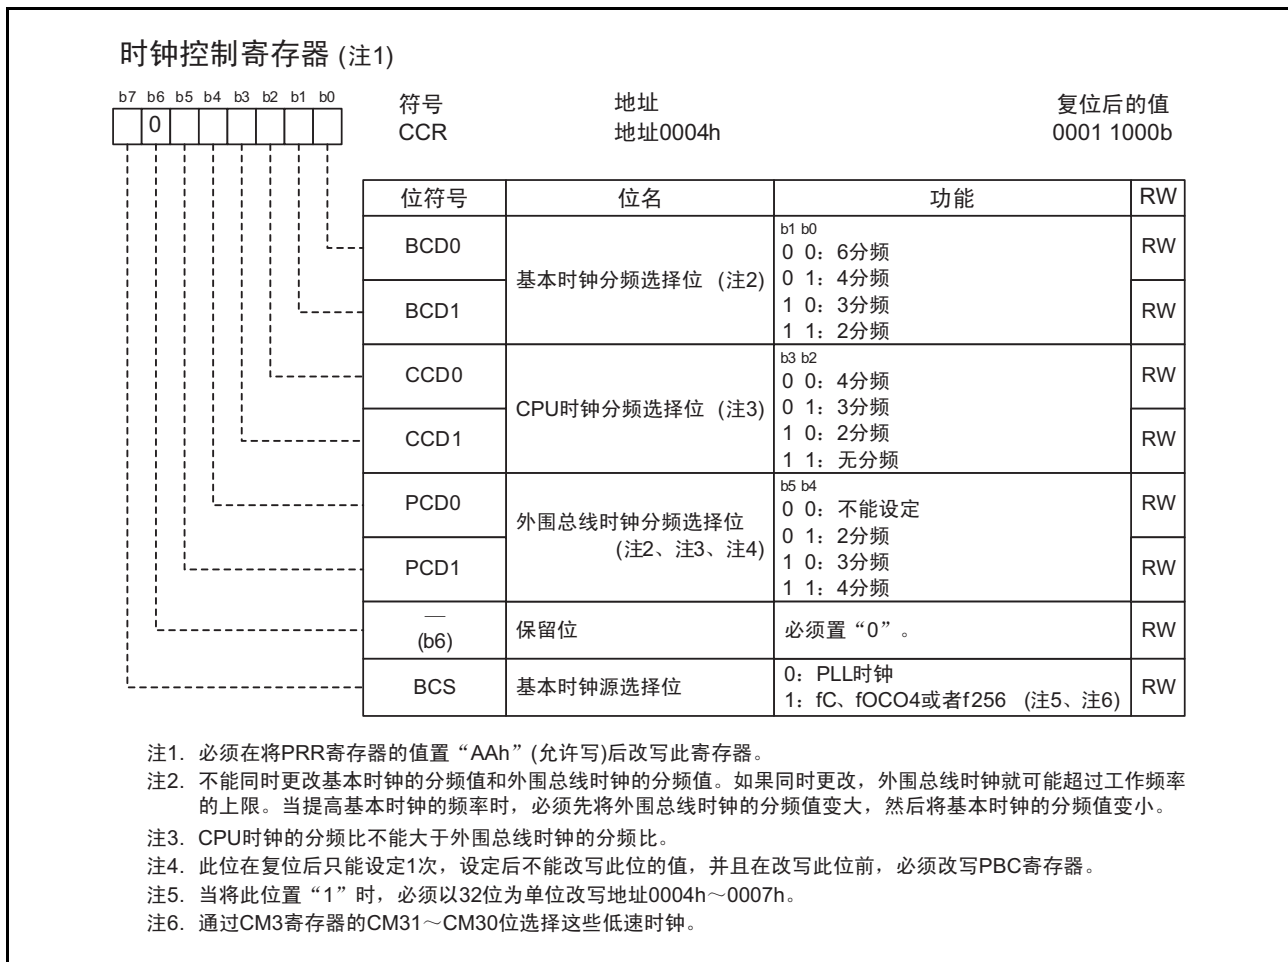 时钟控制寄存器 (注1)
b7 b6 b5 b4 b3 b2 b1 b0
0
符号 地址 复位后的值
CCR 地址0004h 0001 1000b
位符号 位名 功能 RW
BCD0 RW
BCD1 RW
基本时钟分频选择位 (注2)
b1 b0
0 0：6分频
0 1：4分频
1 0：3分频
1 1：2分频
CCD0 RW
CCD1 RW
CPU时钟分频选择位 (注3)
b3 b2
0 0：4分频
0 1：3分频
1 0：2分频
1 1：无分频
PCD0 RW
PCD1 RW
外围总线时钟分频选择位
(注2、注3、注4)
b5 b4
0 0：不能设定
0 1：2分频
1 0：3分频
1 1：4分频
—
(b6) 保留位 必须置“0”。 RW
BCS 基本时钟源选择位 RW
0：PLL时钟
1：fC、fOCO4或者f256 (注5、注6)
注1. 必须在将PRR寄存器的值置“AAh”(允许写)后改写此寄存器。
注2. 不能同时更改基本时钟的分频值和外围总线时钟的分频值。如果同时更改，外围总线时钟就可能超过工作频率
的上限。当提高基本时钟的频率时，必须先将外围总线时钟的分频值变大，然后将基本时钟的分频值变小。
注3. CPU时钟的分频比不能大于外围总线时钟的分频比。
注4. 此位在复位后只能设定1次，设定后不能改写此位的值，并且在改写此位前，必须改写PBC寄存器。
注5. 当将此位置“1”时，必须以32位为单位改写地址0004h～0007h。
注6. 通过CM3寄存器的CM31～CM30位选择这些低速时钟。